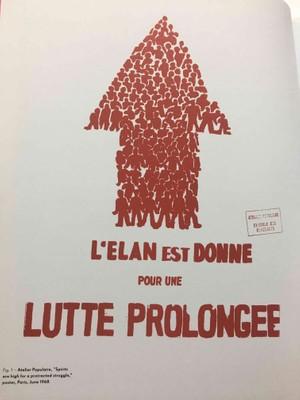 L'ELAN EST DONNE
POUR UNE
LUTTE PROLONGEE
ATELIER POPULAIRE
Fig. 1 – Atelier Populaire, "Spirits
are high for a protracted struggle,"
poster, Paris, June 1968